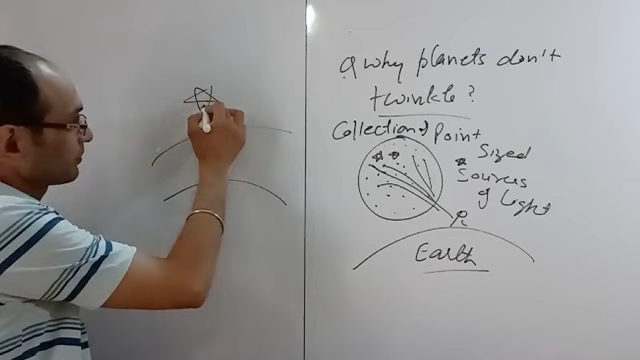 Q why planets don't
twinkle?
Collection of Point
Sized
Sources
of light
Earth